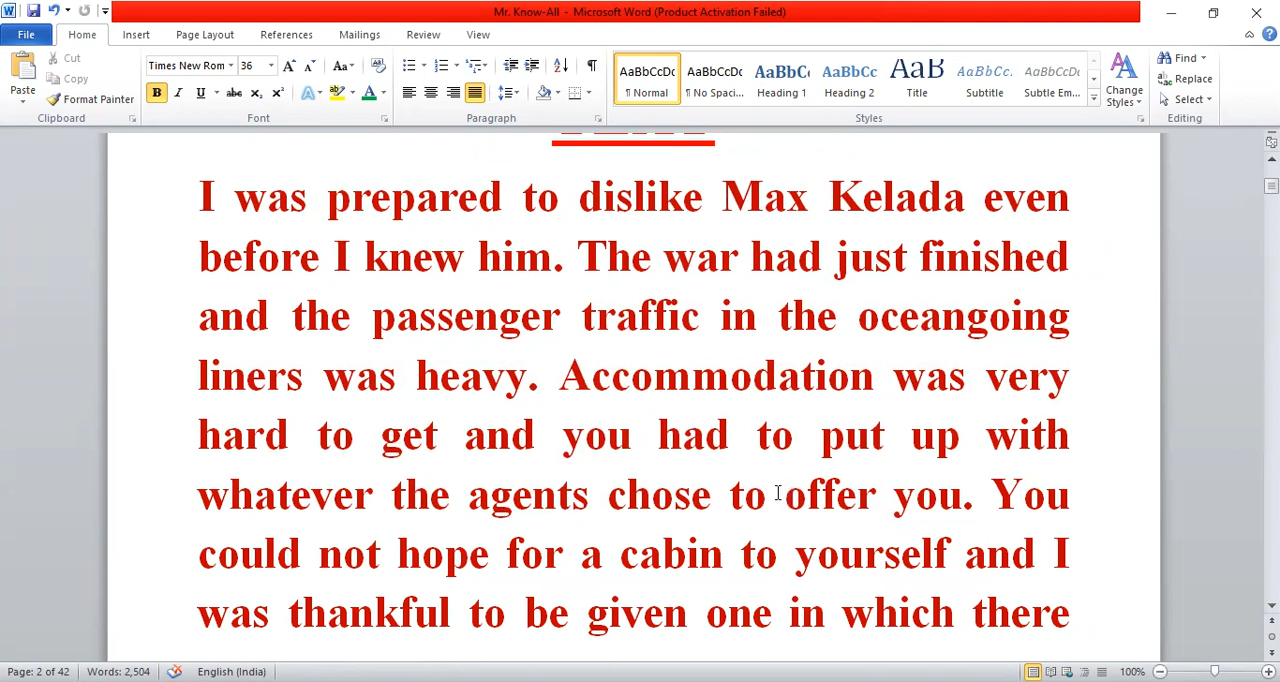 Mr. Know-All - Microsoft Word (Product Activation Failed)
File Home Insert Page Layout References Mailings Review View
Cut
Copy
Paste
Format Painter
Clipboard
Times New Rom 36
Font
Paragraph
AaBbCcDc AaBbCcDc AaBbC AaBbCc AaB AaBbCc. AaBbCcDc
¶ Normal ¶ No Spaci... Heading 1 Heading 2 Title Subtitle Subtle Em...
Styles
Change Styles
Find
Replace
Select
Editing
I was prepared to dislike Max Kelada even
before I knew him. The war had just finished
and the passenger traffic in the oceangoing
liners was heavy. Accommodation was very
hard to get and you had to put up with
whatever the agents chose to offer you. You
could not hope for a cabin to yourself and I
was thankful to be given one in which there
Page: 2 of 42 Words: 2,504 English (India) 100%